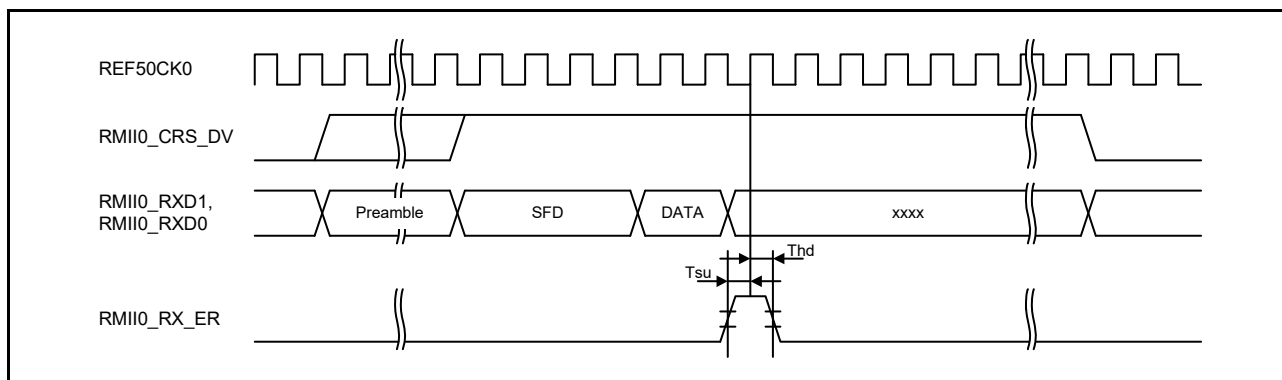 REF50CK0
RMII0_CRS_DV
RMII0_RXD1,
RMII0_RXD0
Preamble
SFD
DATA
xxxx
Thd
Tsu
RMII0_RX_ER